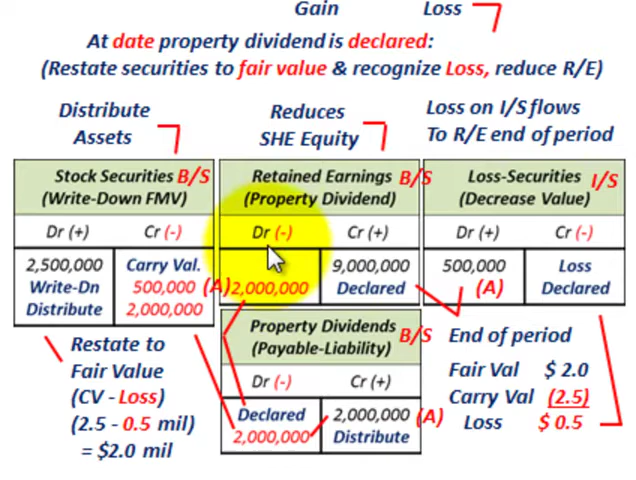 Gain Loss
At date property dividend is declared:
(Restate securities to fair value & recognize Loss, reduce R/E)
Distribute
Assets
Reduces
SHE Equity
Loss on I/S flows
To R/E end of period
Stock Securities B/S
(Write-Down FMV)
Dr (+) Cr (-)
2,500,000 Carry Val.
Write-Dn 500,000 (A)
Distribute 2,000,000
Retained Earnings B/S
(Property Dividend)
Dr (-) Cr (+)
9,000,000
2,000,000 Declared
Loss-Securities I/S
(Decrease Value)
Dr (+) Cr (-)
500,000 Loss
(A) Declared
Property Dividends B/S
(Payable-Liability)
Dr (-) Cr (+)
Declared 2,000,000 (A)
2,000,000 Distribute
Restate to
Fair Value
(CV - Loss)
(2.5 - 0.5 mil)
= $2.0 mil
End of period
Fair Val $ 2.0
Carry Val (2.5)
Loss $ 0.5